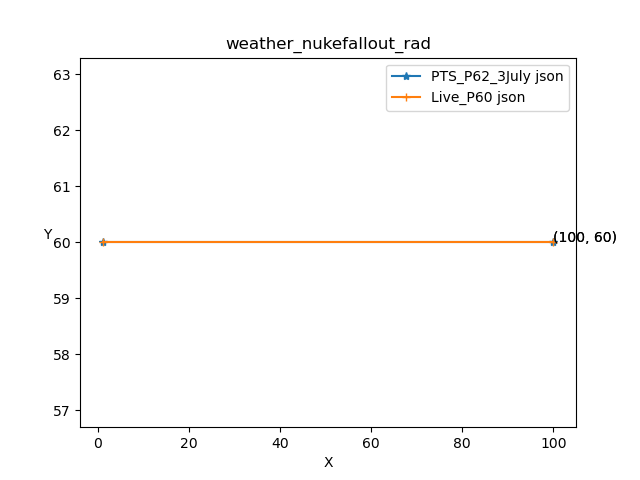 weather_nukefallout_rad
63
PTS_P62_3July json
Live_P60 json
62
61
Y
60
(100, 60)
59
58
57
0 20 40 60 80 100
X